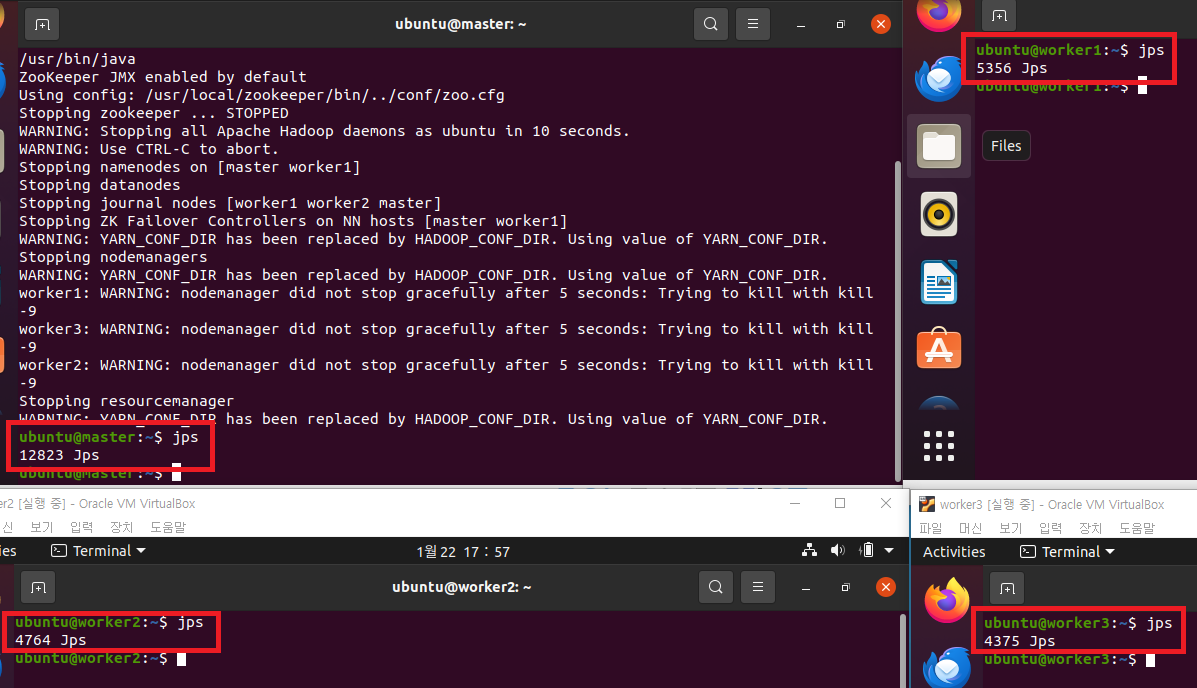 ubuntu@master: ~
/usr/bin/java
ZooKeeper JMX enabled by default
Using config: /usr/local/zookeeper/bin/../conf/zoo.cfg
Stopping zookeeper ... STOPPED
WARNING: Stopping all Apache Hadoop daemons as ubuntu in 10 seconds.
WARNING: Use CTRL-C to abort.
Stopping namenodes on [master worker1]
Stopping datanodes
Stopping journal nodes [worker1 worker2 master]
Stopping ZK Failover Controllers on NN hosts [master worker1]
WARNING: YARN_CONF_DIR has been replaced by HADOOP_CONF_DIR. Using value of YARN_CONF_DIR.
Stopping nodemanagers
WARNING: YARN_CONF_DIR has been replaced by HADOOP_CONF_DIR. Using value of YARN_CONF_DIR.
worker1: WARNING: nodemanager did not stop gracefully after 5 seconds: Trying to kill with kill
-9
worker3: WARNING: nodemanager did not stop gracefully after 5 seconds: Trying to kill with kill
-9
worker2: WARNING: nodemanager did not stop gracefully after 5 seconds: Trying to kill with kill
-9
Stopping resourcemanager
WARNING: YARN_CONF_DIR has been replaced by HADOOP_CONF_DIR. Using value of YARN_CONF_DIR.
ubuntu@master:~$ jps
12823 Jps
ubuntu@master:~$
ubuntu@worker1:~$ jps
5356 Jps
ubuntu@worker1:~$
Files
er2 [실행 중] - Oracle VM VirtualBox
신 보기 입력 장치 도움말
ies Terminal 1월 22 17 : 57
ubuntu@worker2: ~
ubuntu@worker2:~$ jps
4764 Jps
ubuntu@worker2:~$
worker3 [실행 중] - Oracle VM VirtualBox
파일 머신 보기 입력 장치 도움말
Activities Terminal
ubuntu@worker3:~$ jps
4375 Jps
ubuntu@worker3:~$